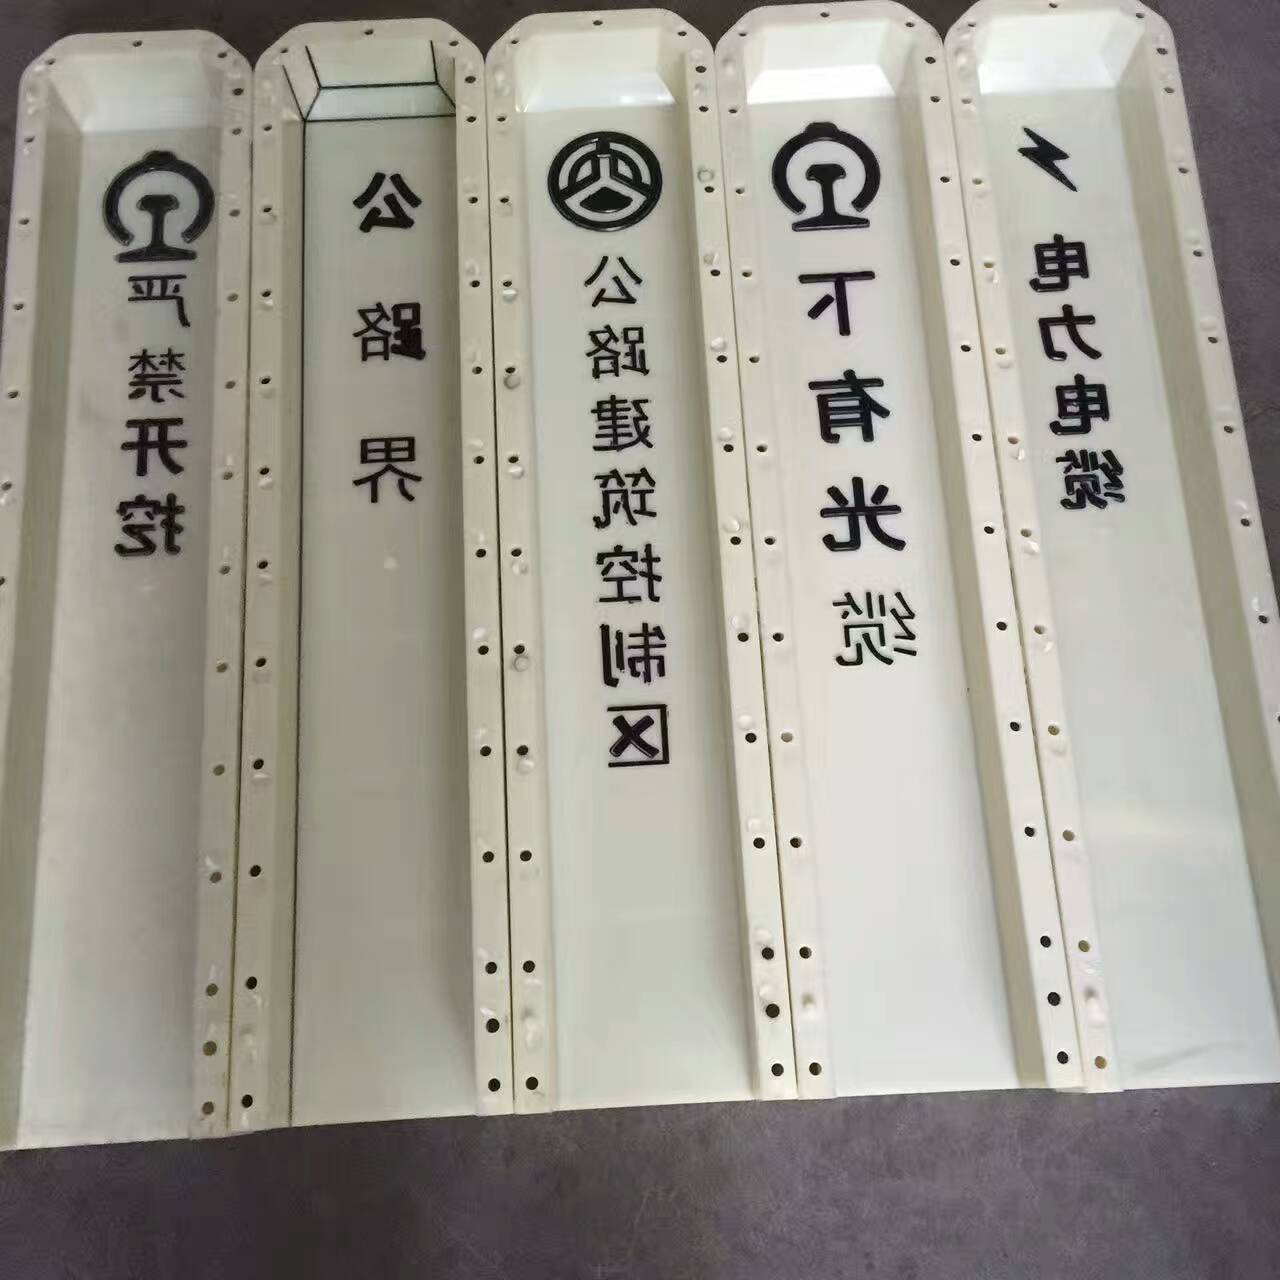 严禁开挖
公路界
公路建筑控制区
下有光缆
电力电缆